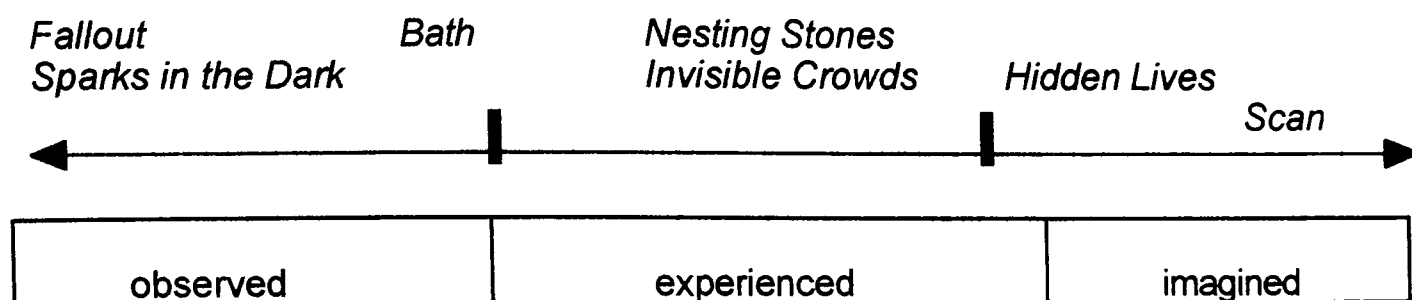 Fallout Bath Nesting Stones
Sparks in the Dark Invisible Crowds Hidden Lives
Scan
observed experienced imagined